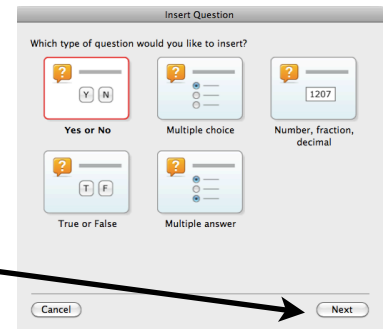 Insert Question
Which type of question would you like to insert?
?
Y N
Yes or No
?
Multiple choice
?
1207
Number, fraction,
decimal
?
T F
True or False
?
Multiple answer
Cancel
Next